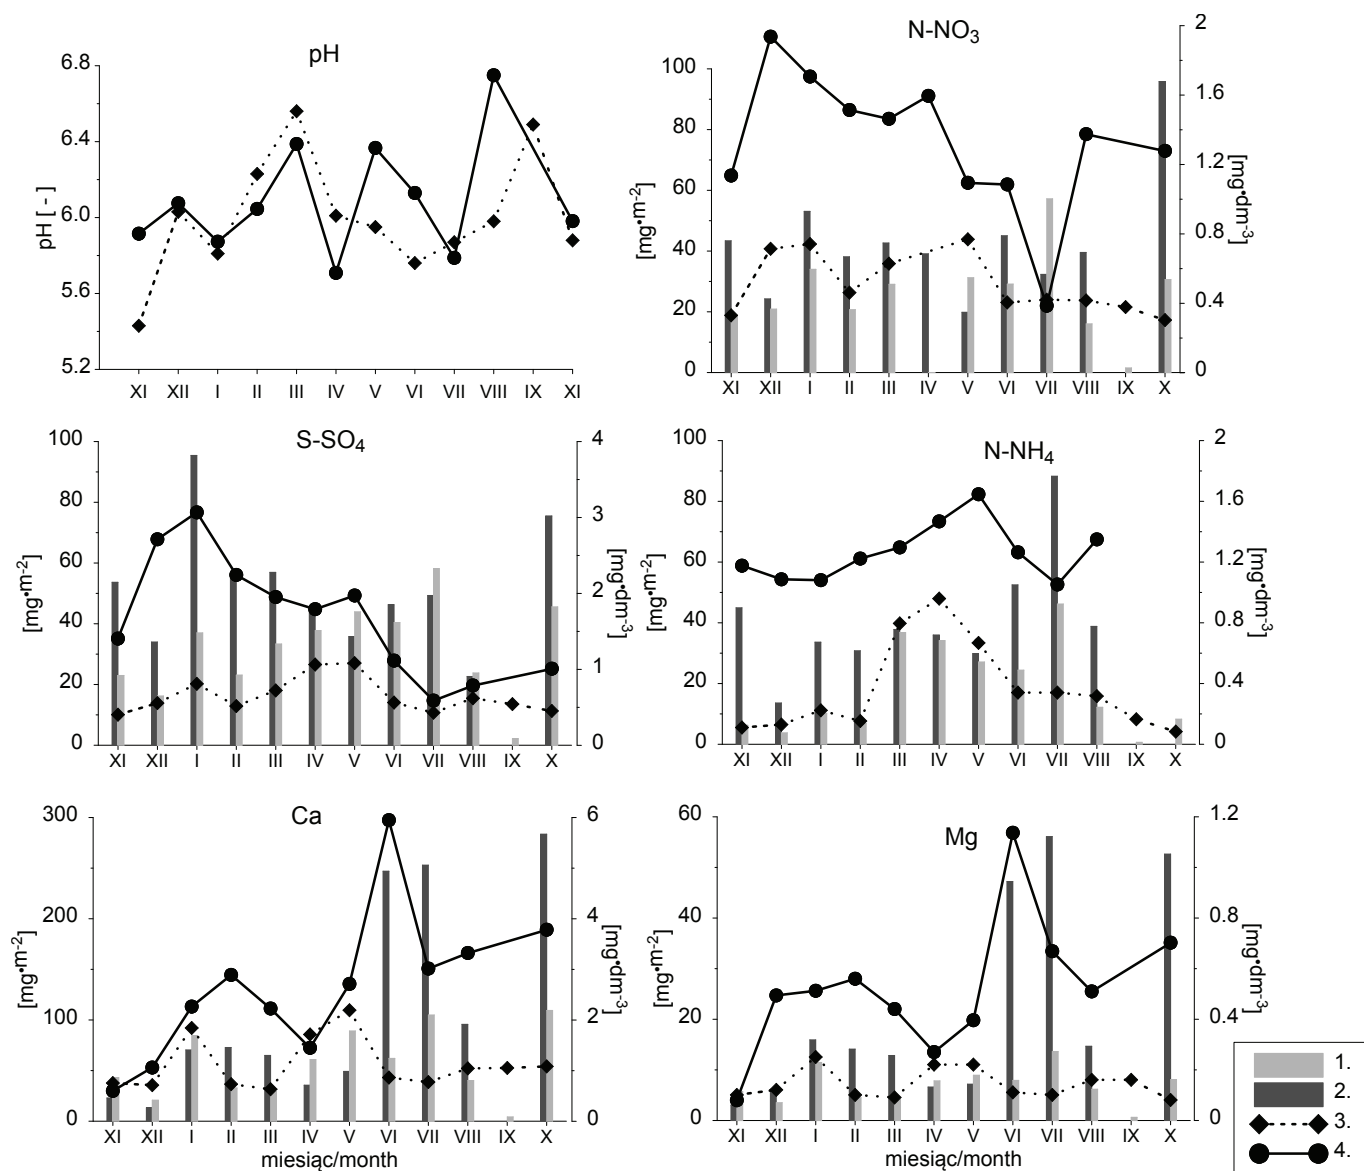 pH
6.8
6.4
6.0
5.6
5.2
pH [ - ]
XI XII I II III IV V VI VII VIII IX XI
N-NO3
100
80
60
40
20
0
[mg•m-2]
2
1.6
1.2
0.8
0.4
0
[mg•dm-3]
XI XII I II III IV V VI VII VIII IX X
S-SO4
100
80
60
40
20
0
[mg•m-2]
4
3
2
1
0
[mg•dm-3]
XI XII I II III IV V VI VII VIII IX X
N-NH4
100
80
60
40
20
0
[mg•m-2]
2
1.6
1.2
0.8
0.4
0
[mg•dm-3]
XI XII I II III IV V VI VII VIII IX X
Ca
300
200
100
0
[mg•m-2]
6
4
2
0
[mg•dm-3]
XI XII I II III IV V VI VII VIII IX X
miesiąc/month
Mg
60
40
20
0
[mg•m-2]
1.2
0.8
0.4
0
[mg•dm-3]
XI XII I II III IV V VI VII VIII IX X
miesiąc/month
1.
2.
3.
4.